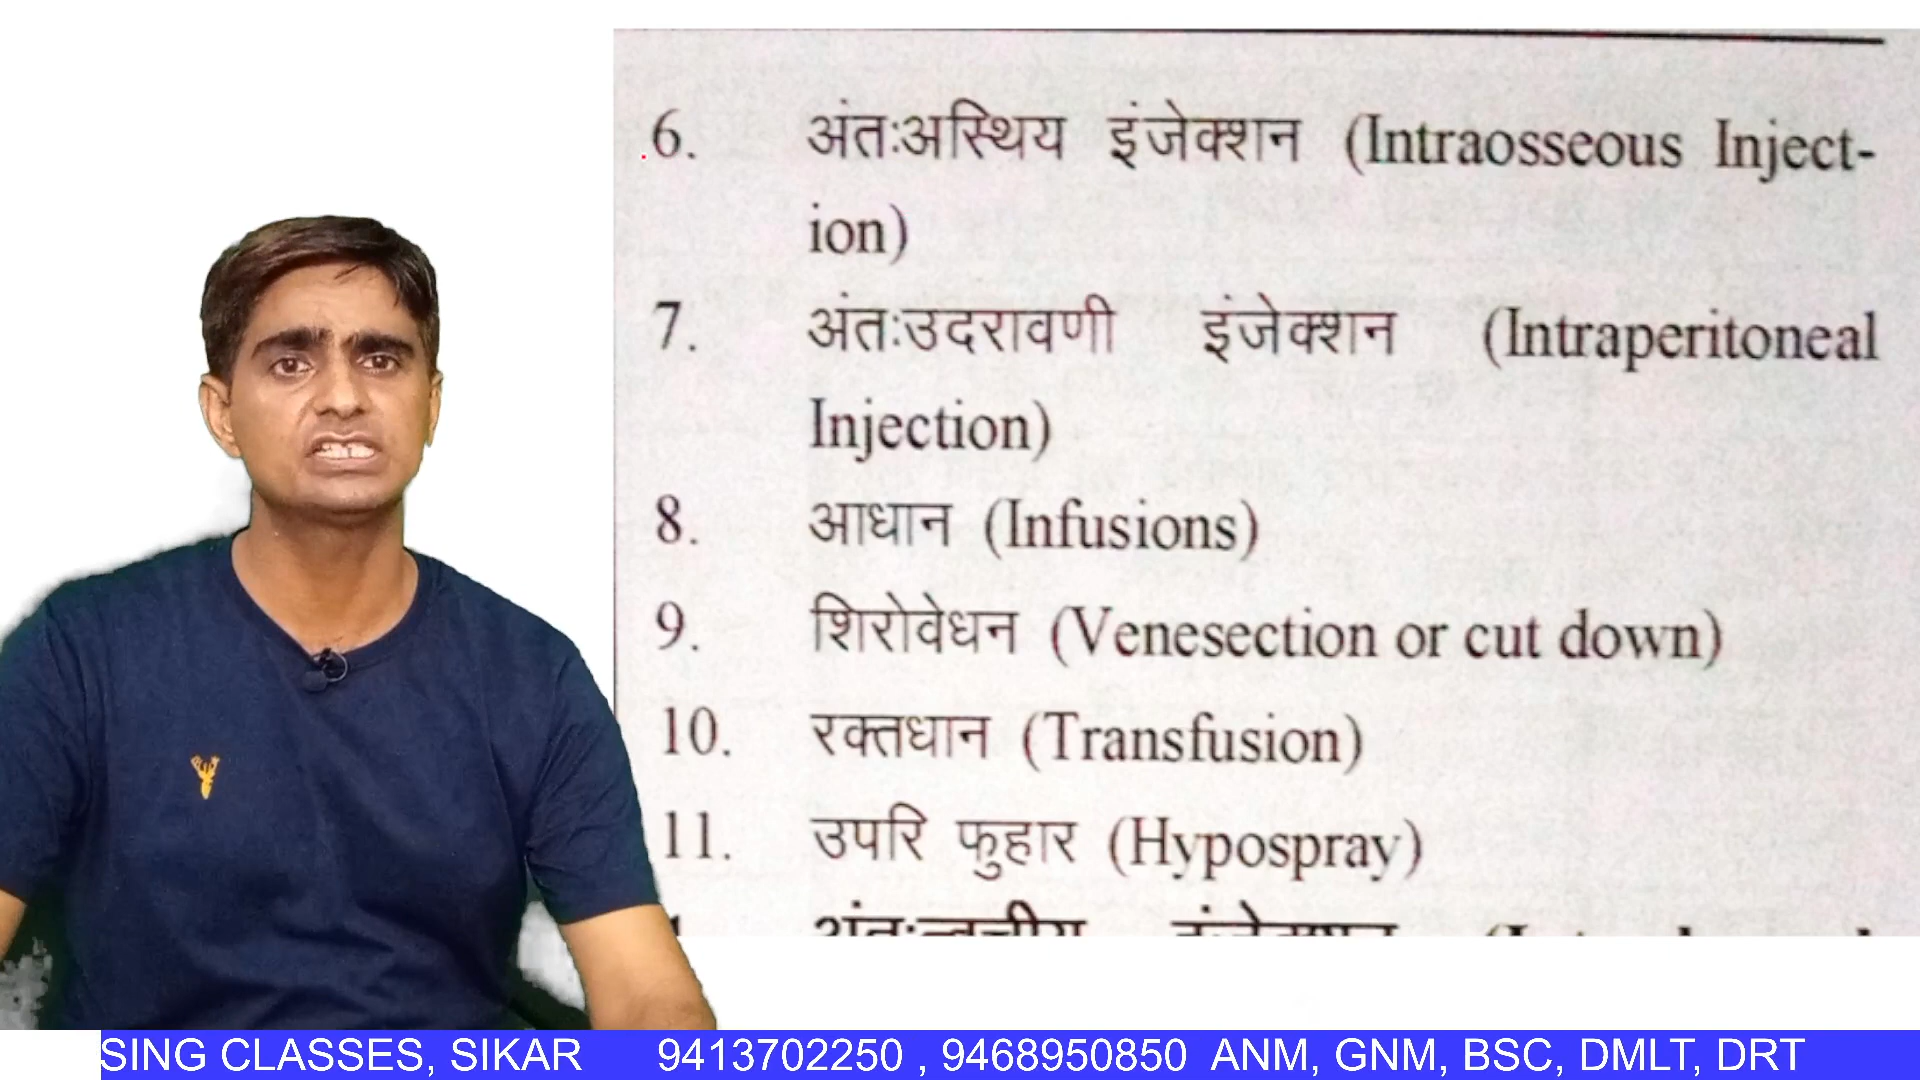 6. अंतःअस्थिय इंजेक्शन (Intraosseous Inject-
ion)
7. अंतःउदरावणी इंजेक्शन (Intraperitoneal
Injection)
8. आधान (Infusions)
9. शिरोवेधन (Venesection or cut down)
10. रक्तधान (Transfusion)
11. उपरि फुहार (Hypospray)
SING CLASSES, SIKAR 9413702250 , 9468950850 ANM, GNM, BSC, DMLT, DRT